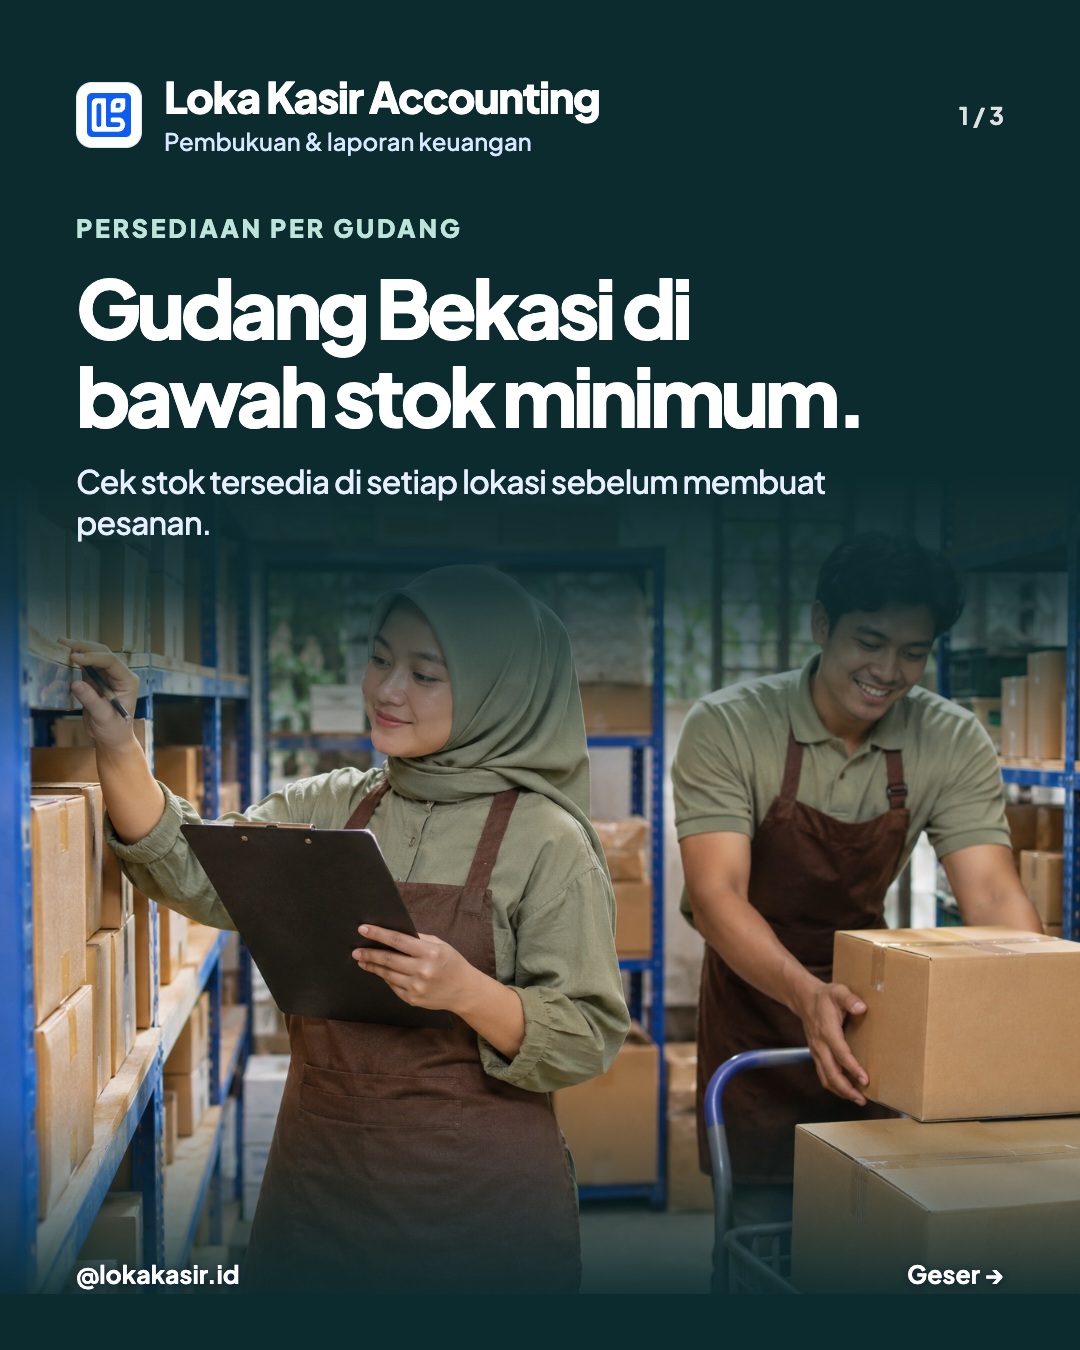 Loka Kasir Accounting
Pembukuan & laporan keuangan
1 / 3
PERSEDIAAN PER GUDANG
Gudang Bekasi di
bawah stok minimum.
Cek stok tersedia di setiap lokasi sebelum membuat
pesanan.
@lokakasir.id
Geser →